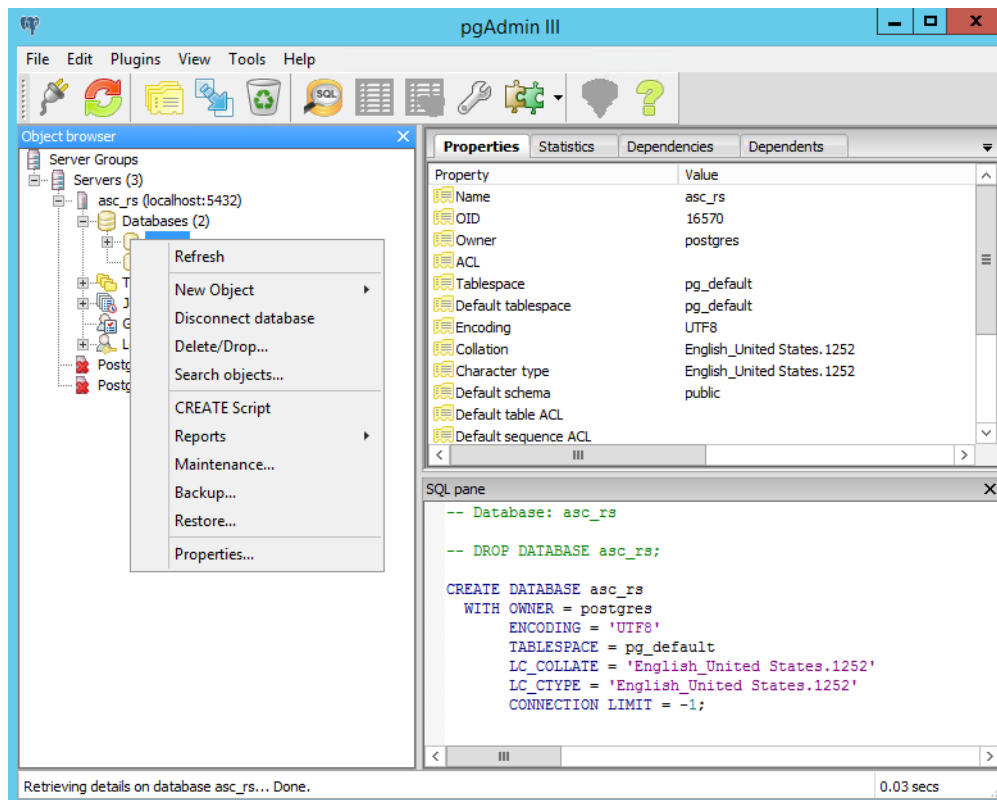 pgAdmin III
File Edit Plugins View Tools Help
SQL
Object browser
Server Groups
Servers (3)
asc_rs (localhost:5432)
Databases (2)
Refresh
New Object
Disconnect database
Delete/Drop...
Search objects...
CREATE Script
Reports
Maintenance...
Backup...
Restore...
Properties...
Properties Statistics Dependencies Dependents
Property Value
Name asc_rs
OID 16570
Owner postgres
ACL
Tablespace pg_default
Default tablespace pg_default
Encoding UTF8
Collation English_United States.1252
Character type English_United States.1252
Default schema public
Default table ACL
Default sequence ACL
SQL pane
-- Database: asc_rs
-- DROP DATABASE asc_rs;
CREATE DATABASE asc_rs
WITH OWNER = postgres
ENCODING = 'UTF8'
TABLESPACE = pg_default
LC_COLLATE = 'English_United States.1252'
LC_CTYPE = 'English_United States.1252'
CONNECTION LIMIT = -1;
Retrieving details on database asc_rs... Done. 0.03 secs